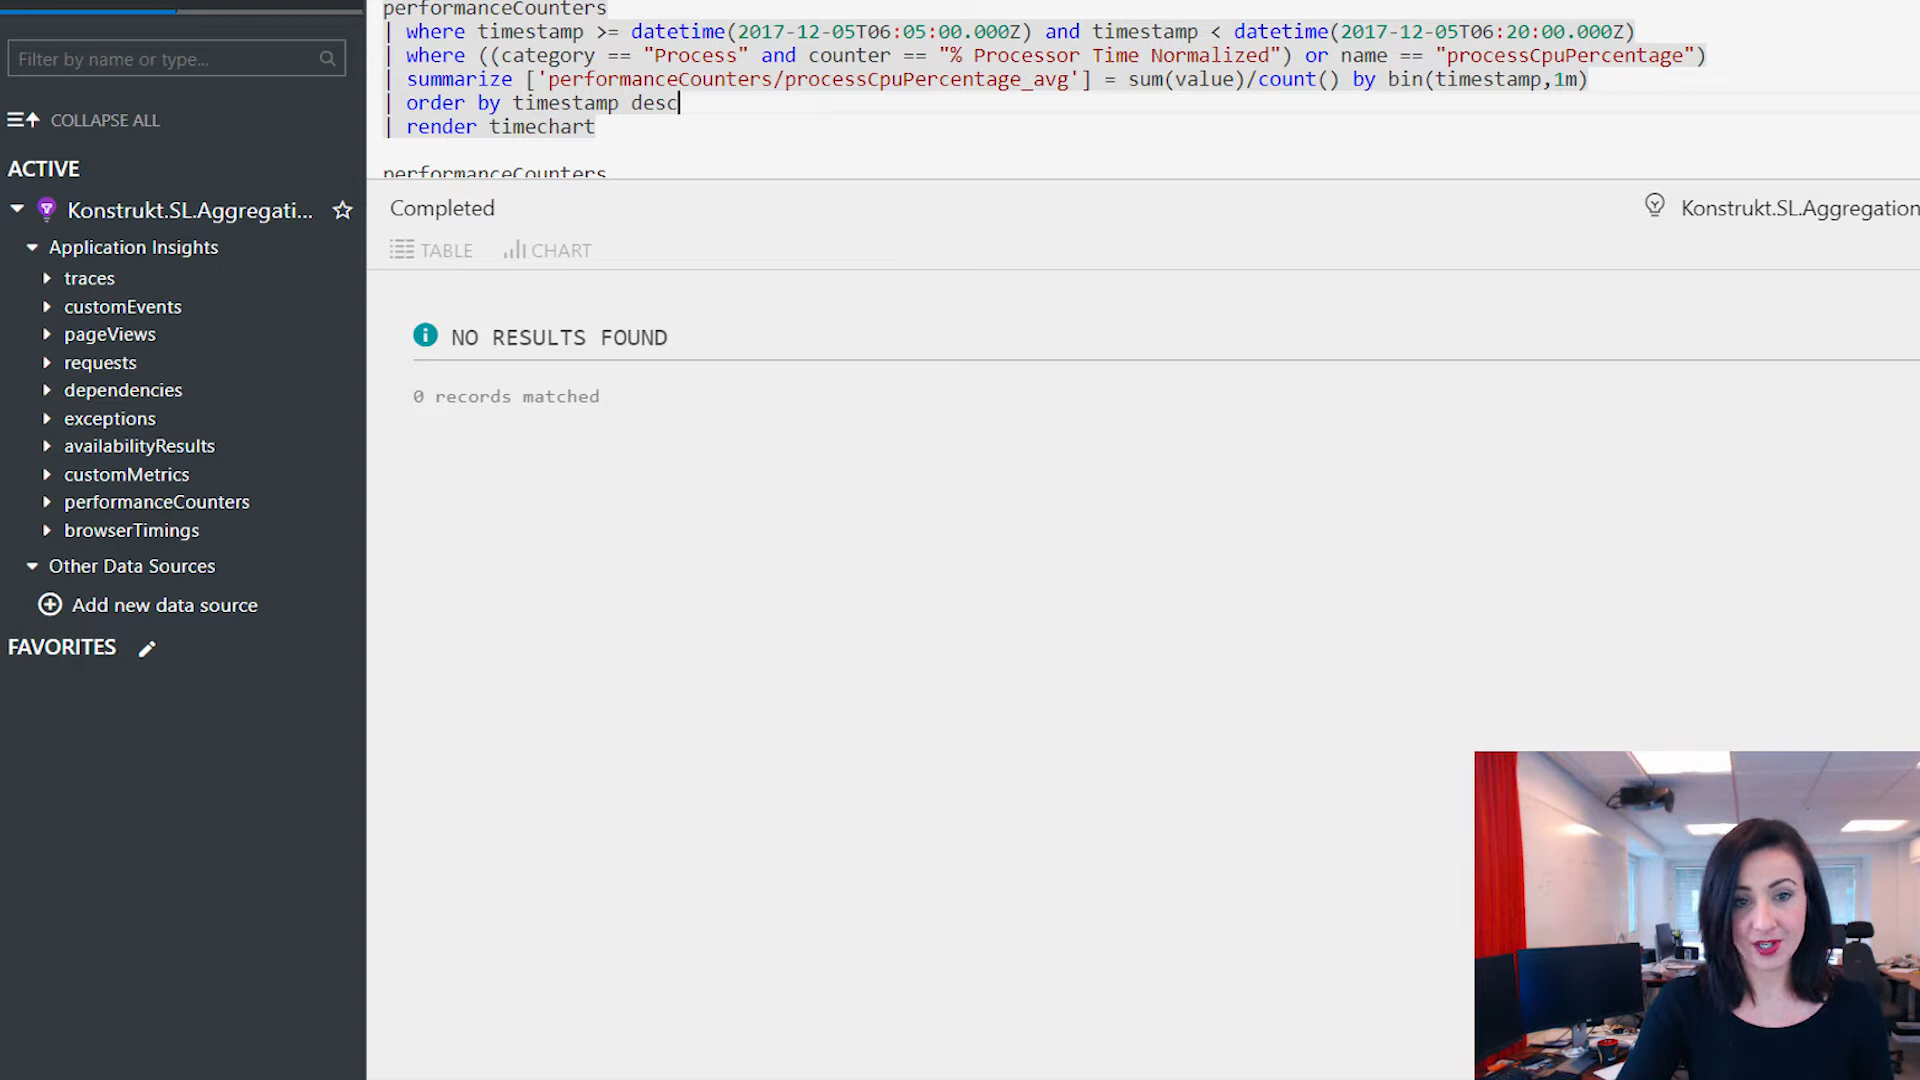 performanceCounters
| where timestamp >= datetime(2017-12-05T06:05:00.000Z) and timestamp < datetime(2017-12-05T06:20:00.000Z)
| where ((category == "Process" and counter == "% Processor Time Normalized") or name == "processCpuPercentage")
| summarize ['performanceCounters/processCpuPercentage_avg'] = sum(value)/count() by bin(timestamp,1m)
| order by timestamp desc
| render timechart
performanceCounters
Filter by name or type...
COLLAPSE ALL
ACTIVE
Konstrukt.SL.Aggregati...
Application Insights
traces
customEvents
pageViews
requests
dependencies
exceptions
availabilityResults
customMetrics
performanceCounters
browserTimings
Other Data Sources
Add new data source
FAVORITES
Completed
Konstrukt.SL.Aggregation
TABLE
CHART
NO RESULTS FOUND
0 records matched